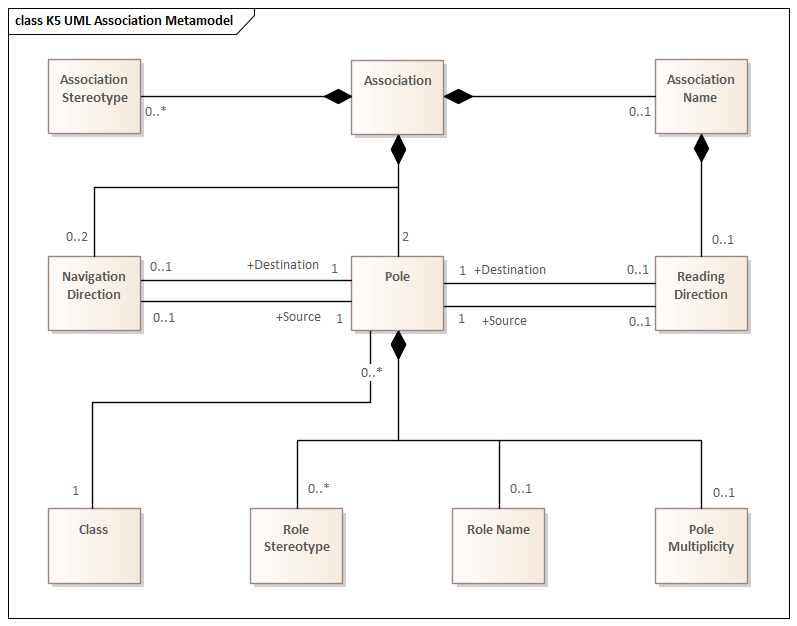 class K5 UML Association Metamodel
Association
Stereotype
Association
Association
Name
0..*
0..1
0..2
2
0..1
Navigation
Direction
0..1
+Destination
1
Pole
1
+Destination
0..1
Reading
Direction
0..1
+Source
1
1
+Source
0..1
0..*
1
0..*
0..1
0..1
Class
Role
Stereotype
Role Name
Pole
Multiplicity